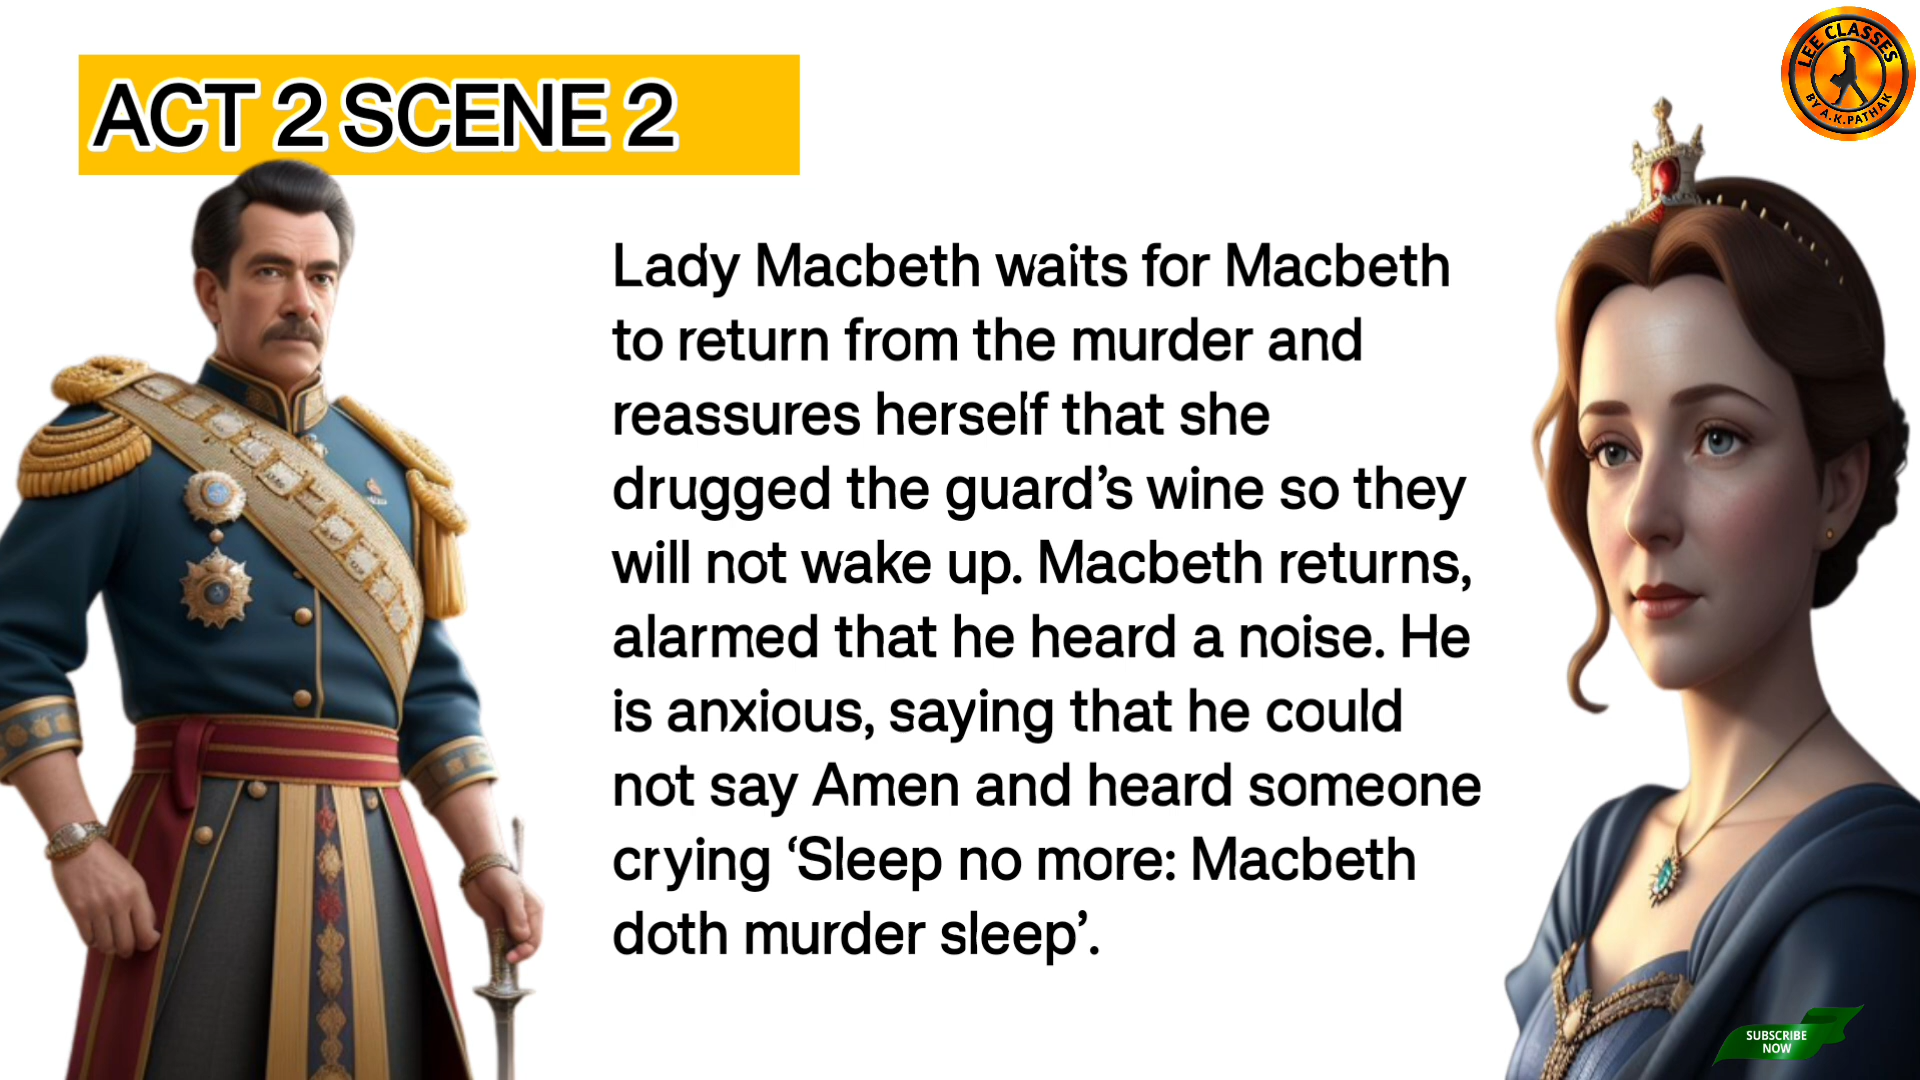 ACT 2 SCENE 2
LEE CLASSES
BY A.K.PATHAK
Lady Macbeth waits for Macbeth
to return from the murder and
reassures herself that she
drugged the guard’s wine so they
will not wake up. Macbeth returns,
alarmed that he heard a noise. He
is anxious, saying that he could
not say Amen and heard someone
crying ‘Sleep no more: Macbeth
doth murder sleep’.
SUBSCRIBE
NOW